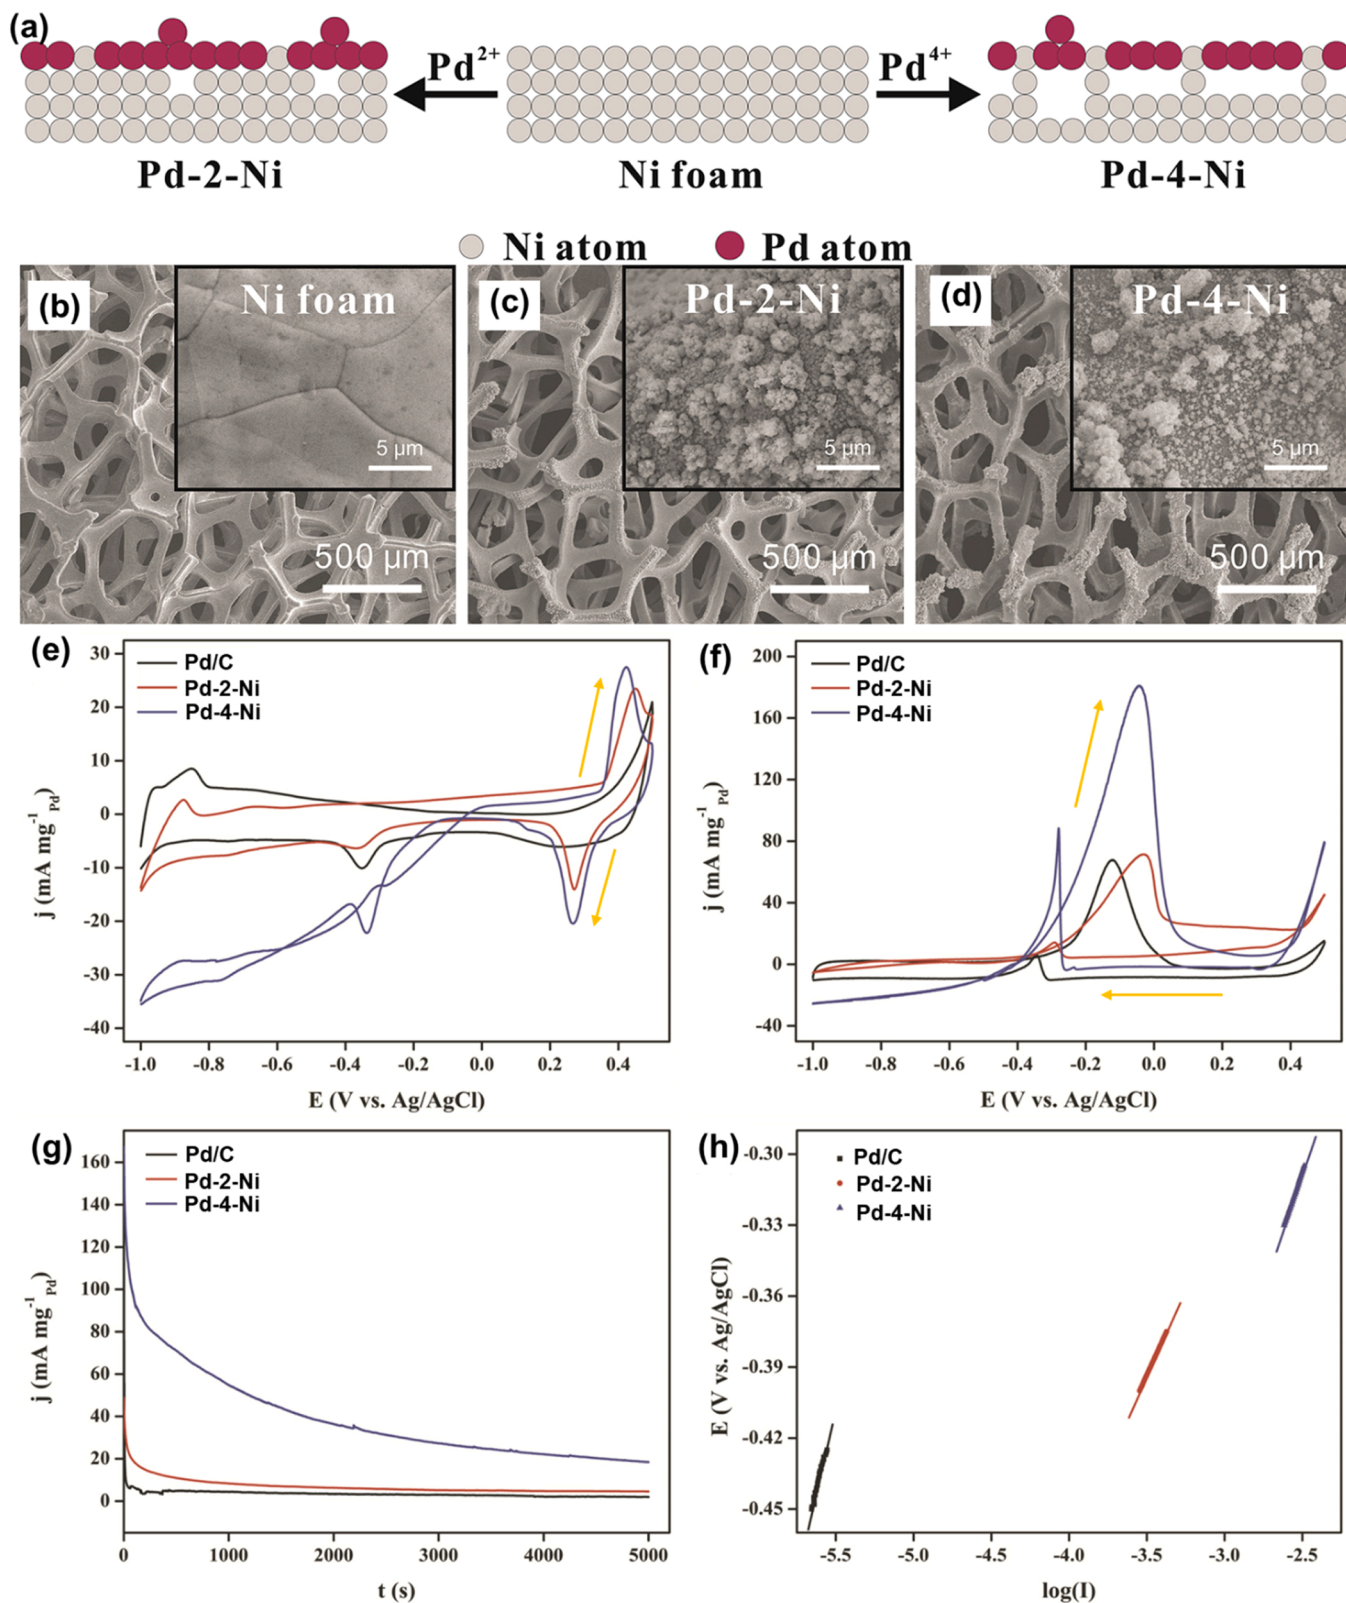 (a)
Pd2+
Pd4+
Pd-2-Ni
Ni foam
Pd-4-Ni
Ni atom
Pd atom
(b)
Ni foam
5 μm
500 μm
(c)
Pd-2-Ni
5 μm
500 μm
(d)
Pd-4-Ni
5 μm
500 μm
(e)
Pd/C
Pd-2-Ni
Pd-4-Ni
30
20
10
0
-10
-20
-30
-40
j (mA mg-1Pd)
-1.0 -0.8 -0.6 -0.4 -0.2 0.0 0.2 0.4
E (V vs. Ag/AgCl)
(f)
Pd/C
Pd-2-Ni
Pd-4-Ni
200
160
120
80
40
0
-40
j (mA mg-1Pd)
-1.0 -0.8 -0.6 -0.4 -0.2 0.0 0.2 0.4
E (V vs. Ag/AgCl)
(g)
Pd/C
Pd-2-Ni
Pd-4-Ni
160
140
120
100
80
60
40
20
0
j (mA mg-1Pd)
0 1000 2000 3000 4000 5000
t (s)
(h)
Pd/C
Pd-2-Ni
Pd-4-Ni
-0.30
-0.33
-0.36
-0.39
-0.42
-0.45
E (V vs. Ag/AgCl)
-5.5 -5.0 -4.5 -4.0 -3.5 -3.0 -2.5
log(I)